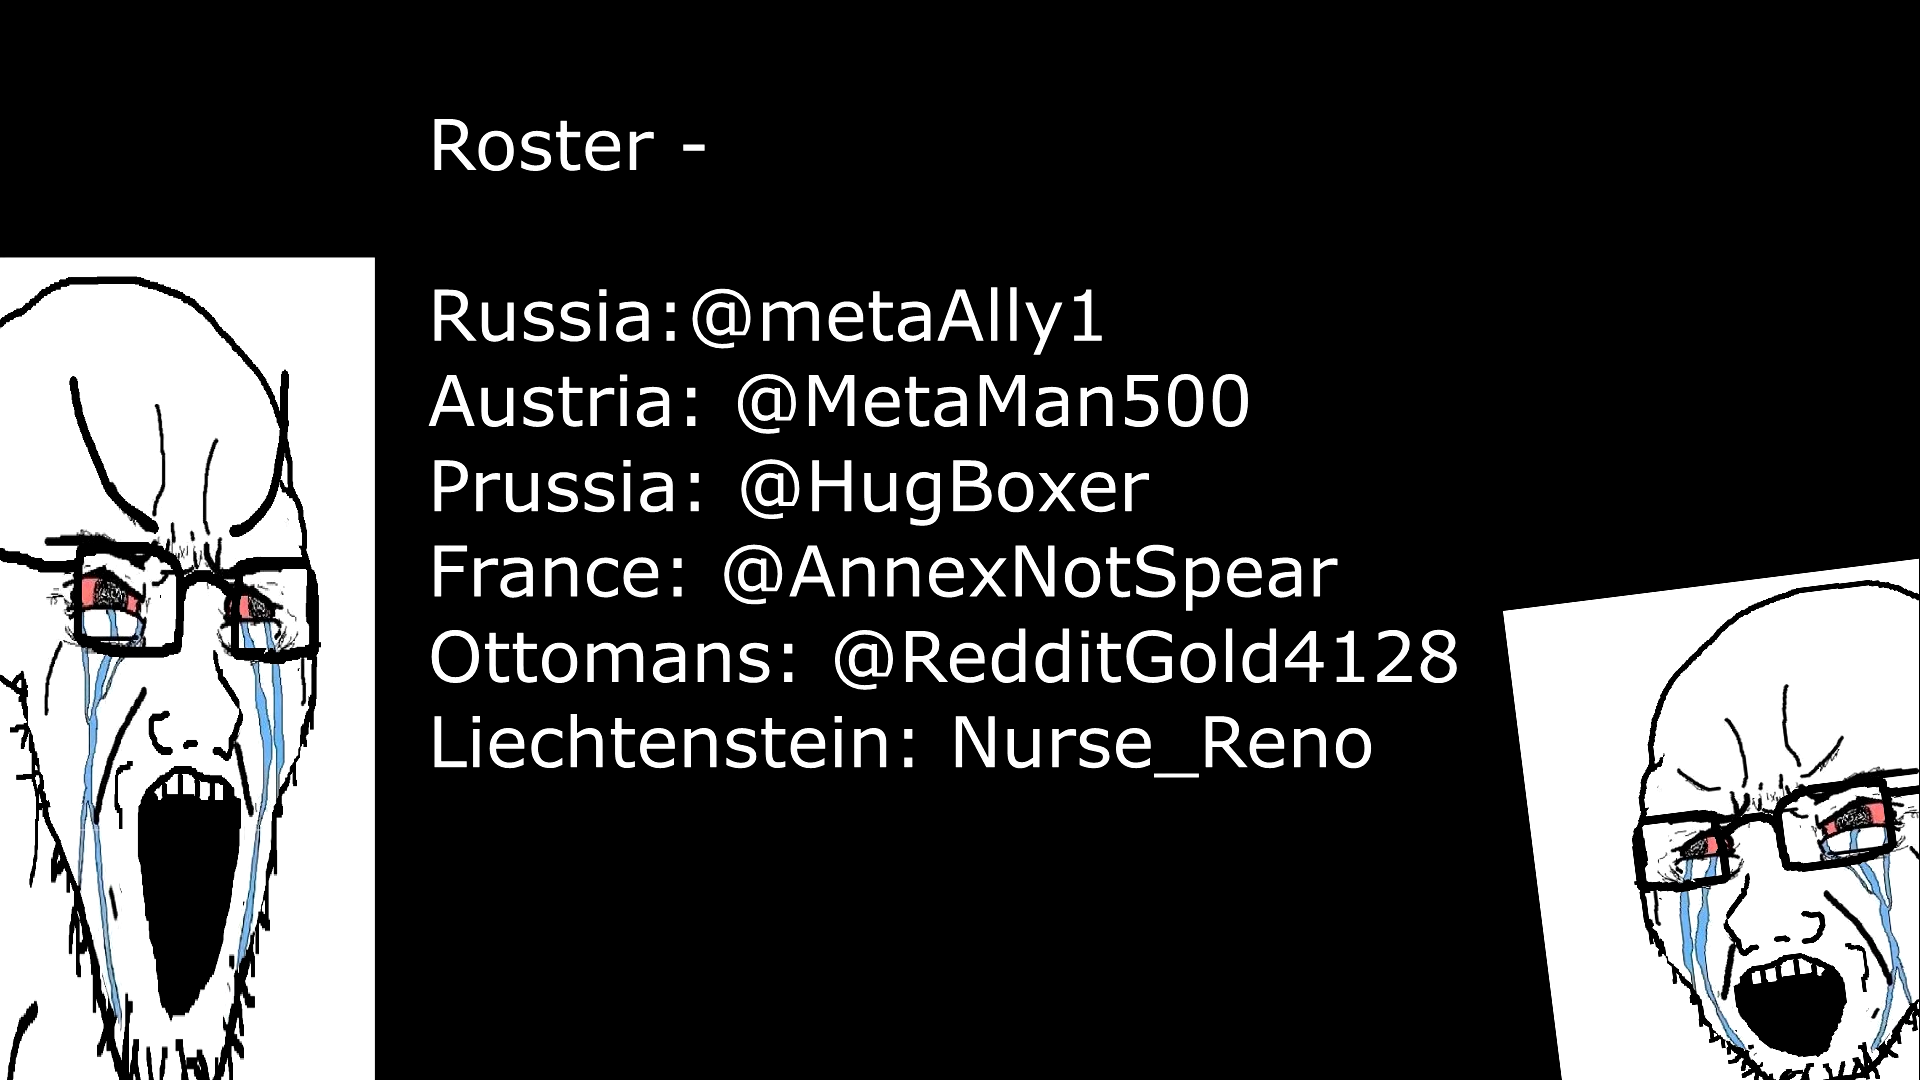 Roster -
Russia:@metaAlly1
Austria: @MetaMan500
Prussia: @HugBoxer
France: @AnnexNotSpear
Ottomans: @RedditGold4128
Liechtenstein: Nurse_Reno